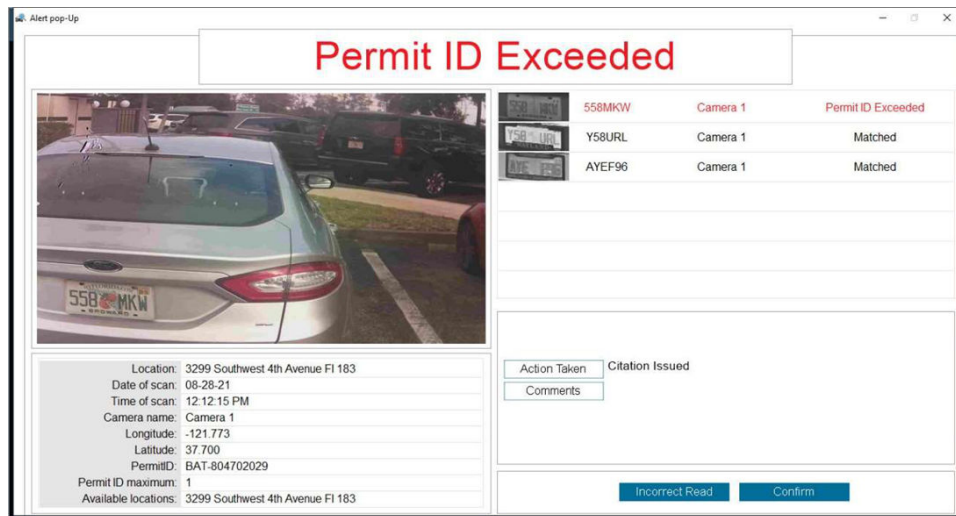 Alert pop-Up
Permit ID Exceeded
558 MKW
BROWARD
558MKW Camera 1 Permit ID Exceeded
Y58URL Camera 1 Matched
AYEF96 Camera 1 Matched
Location: 3299 Southwest 4th Avenue Fl 183
Date of scan: 08-28-21
Time of scan: 12:12:15 PM
Camera name: Camera 1
Longitude: -121.773
Latitude: 37.700
PermitID: BAT-804702029
Permit ID maximum: 1
Available locations: 3299 Southwest 4th Avenue Fl 183
Action Taken Citation Issued
Comments
Incorrect Read Confirm